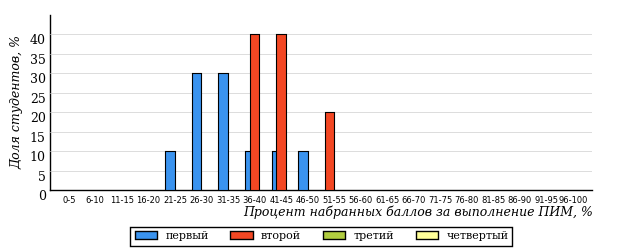 Доля студентов, %
40
35
30
25
20
15
10
5
0
0-5 6-10 11-15 16-20 21-25 26-30 31-35 36-40 41-45 46-50 51-55 56-60 61-65 66-70 71-75 76-80 81-85 86-90 91-95 96-100
Процент набранных баллов за выполнение ПИМ, %
первый второй третий четвертый